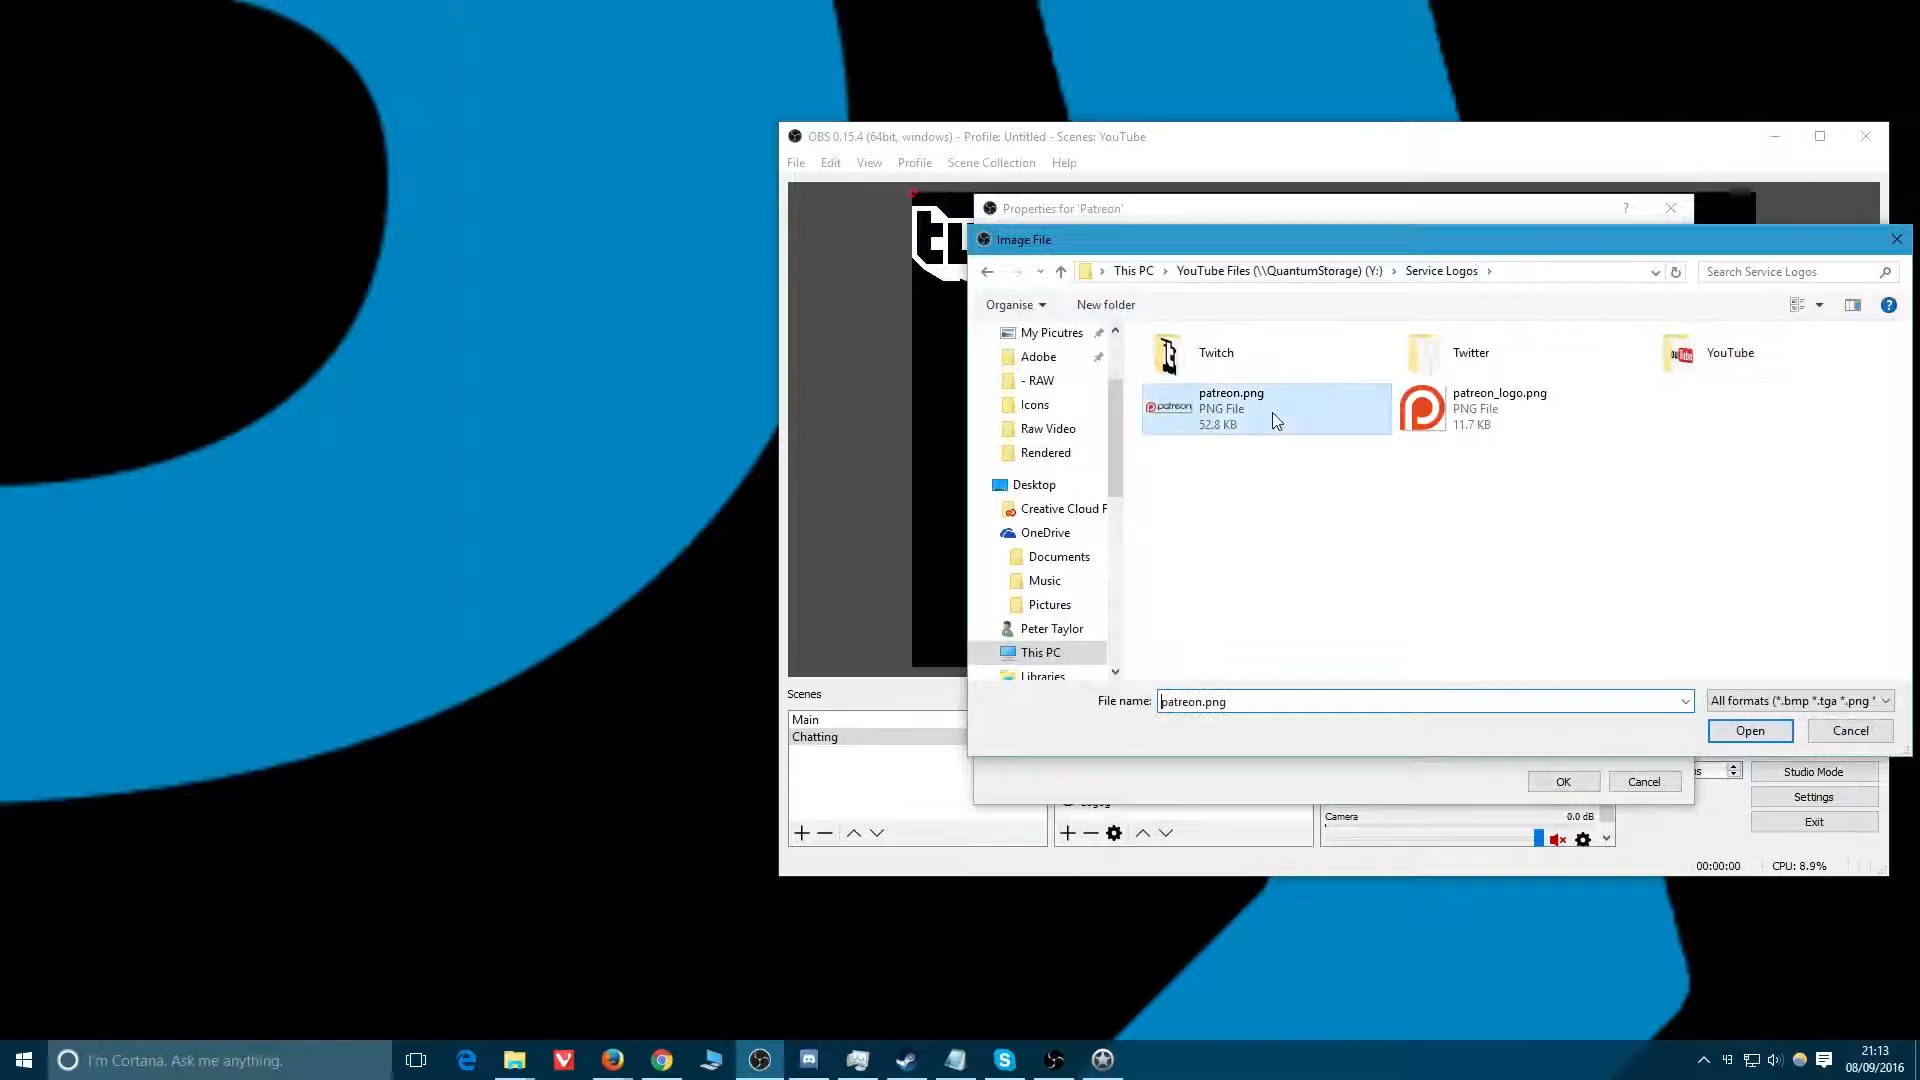 OBS 0.15.4 (64bit, windows) - Profile: Untitled - Scenes: YouTube
File Edit View Profile Scene Collection Help
Properties for 'Patreon'
Image File
This PC YouTube Files (\\QuantumStorage) (Y:) Service Logos
Search Service Logos
Organise New folder
My Picutres
Adobe
- RAW
Icons
Raw Video
Rendered
Desktop
Creative Cloud F
OneDrive
Documents
Music
Pictures
Peter Taylor
This PC
Libraries
Twitch
Twitter
YouTube
patreon
patreon.png
PNG File
52.8 KB
patreon_logo.png
PNG File
11.7 KB
File name: patreon.png
All formats (*.bmp *.tga *.png *
Open Cancel
OK Cancel
Scenes
Main
Chatting
Camera 0.0 dB
Studio Mode
Settings
Exit
00:00:00 CPU: 8.9%
I'm Cortana. Ask me anything.
43
21:13
08/09/2016